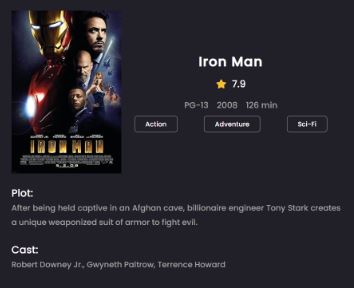 Iron Man
7.9
PG-13 2008 126 min
Action Adventure Sci-Fi
IRON MAN
Plot:
After being held captive in an Afghan cave, billionaire engineer Tony Stark creates
a unique weaponized suit of armor to fight evil.
Cast:
Robert Downey Jr., Gwyneth Paltrow, Terrence Howard